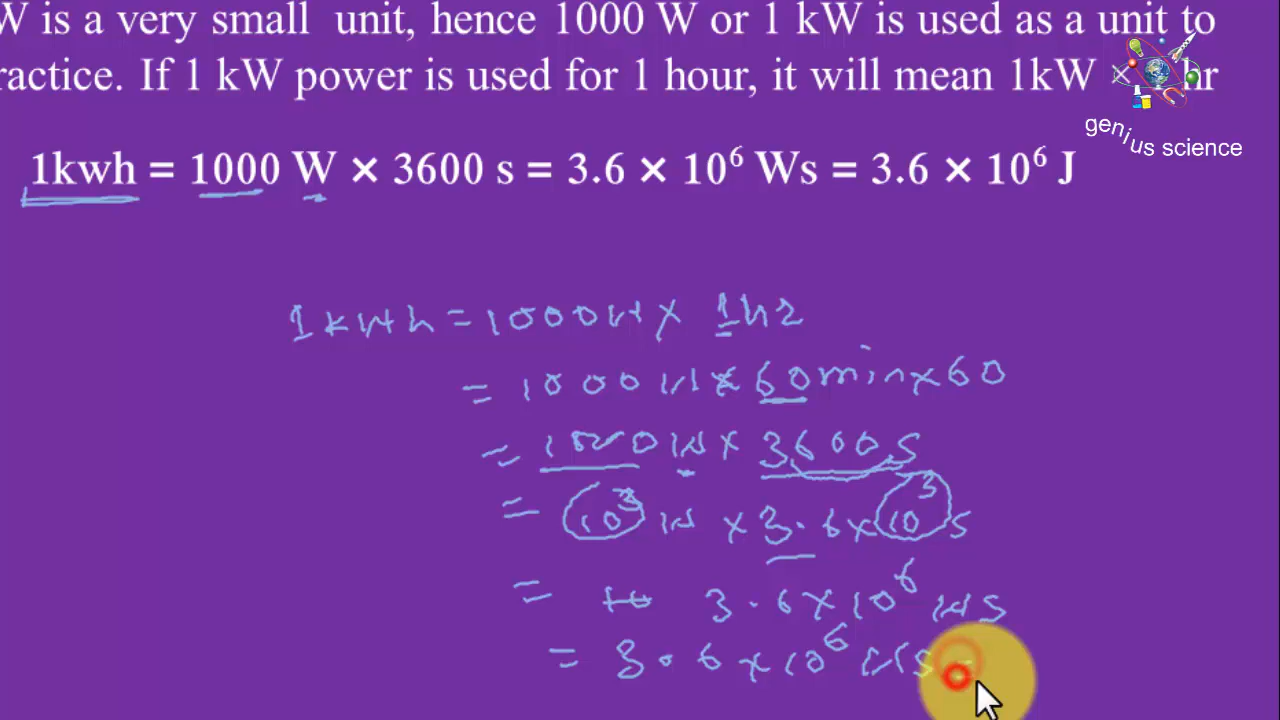 W is a very small unit, hence 1000 W or 1 kW is used as a unit to
ractice. If 1 kW power is used for 1 hour, it will mean 1kW × hr
genius science
1kwh = 1000 W × 3600 s = 3.6 × 10⁶ Ws = 3.6 × 10⁶ J
1kWh = 1000W × 1hr
= 1000W × 60min × 60
= 1000W × 3600s
= 10³ W × 3.6 × 10³ s
= 3.6 × 10⁶ Ws
= 3.6 × 10⁶ Ws